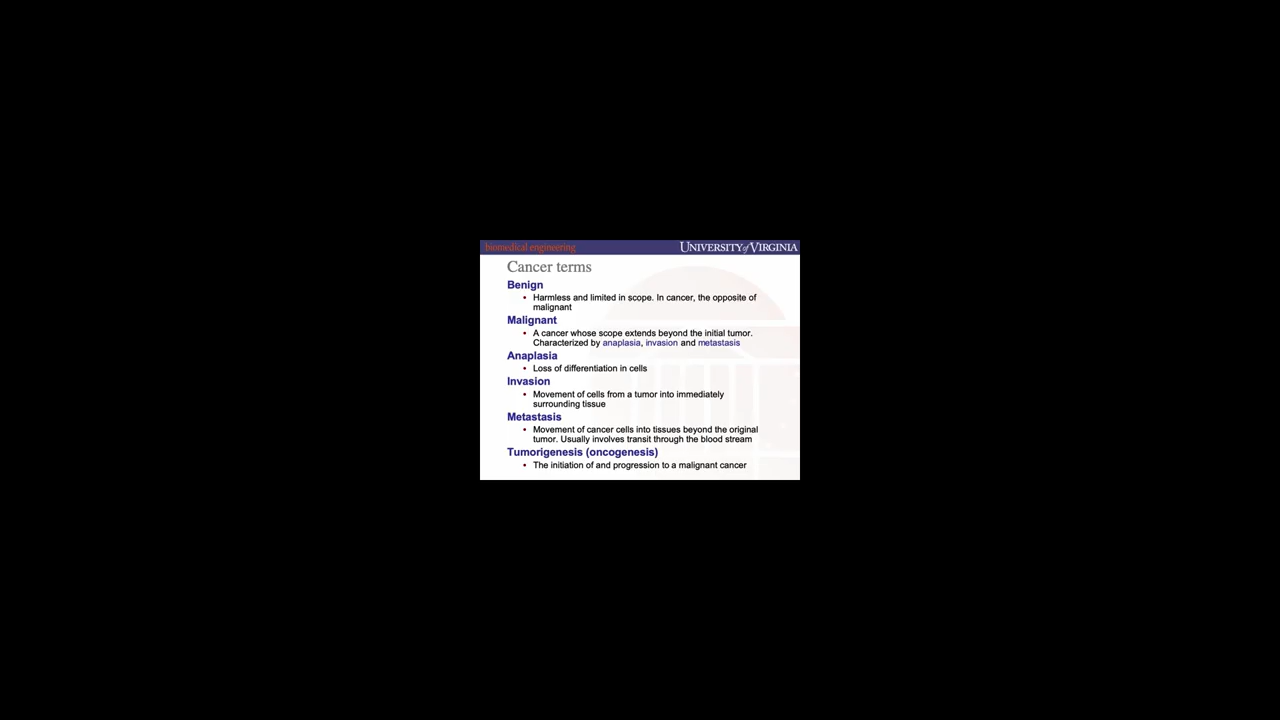 biomedical engineering
UNIVERSITY of VIRGINIA
Cancer terms
Benign
• Harmless and limited in scope. In cancer, the opposite of
malignant
Malignant
• A cancer whose scope extends beyond the initial tumor.
Characterized by anaplasia, invasion and metastasis
Anaplasia
• Loss of differentiation in cells
Invasion
• Movement of cells from a tumor into immediately
surrounding tissue
Metastasis
• Movement of cancer cells into tissues beyond the original
tumor. Usually involves transit through the blood stream
Tumorigenesis (oncogenesis)
• The initiation of and progression to a malignant cancer